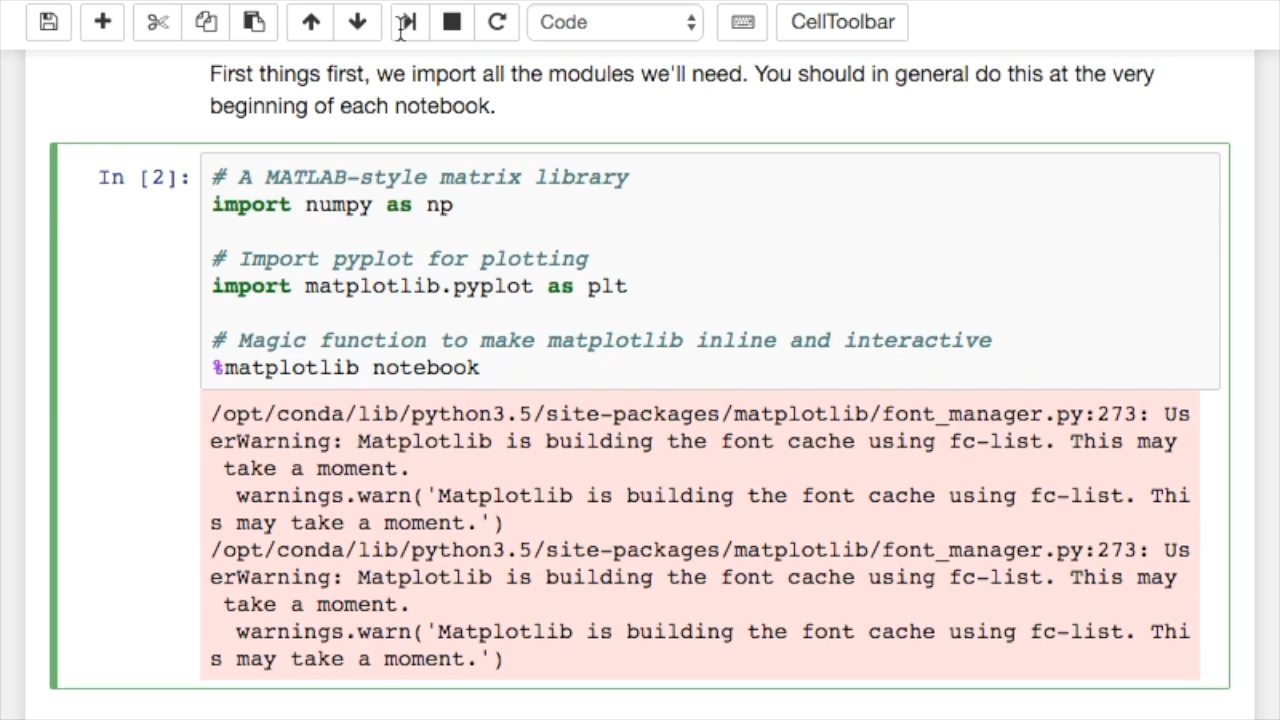 Code
CellToolbar
First things first, we import all the modules we'll need. You should in general do this at the very
beginning of each notebook.
In [2]:
# A MATLAB-style matrix library
import numpy as np
# Import pyplot for plotting
import matplotlib.pyplot as plt
# Magic function to make matplotlib inline and interactive
%matplotlib notebook
/opt/conda/lib/python3.5/site-packages/matplotlib/font_manager.py:273: Us
erWarning: Matplotlib is building the font cache using fc-list. This may
take a moment.
warnings.warn('Matplotlib is building the font cache using fc-list. Thi
s may take a moment.')
/opt/conda/lib/python3.5/site-packages/matplotlib/font_manager.py:273: Us
erWarning: Matplotlib is building the font cache using fc-list. This may
take a moment.
warnings.warn('Matplotlib is building the font cache using fc-list. Thi
s may take a moment.')